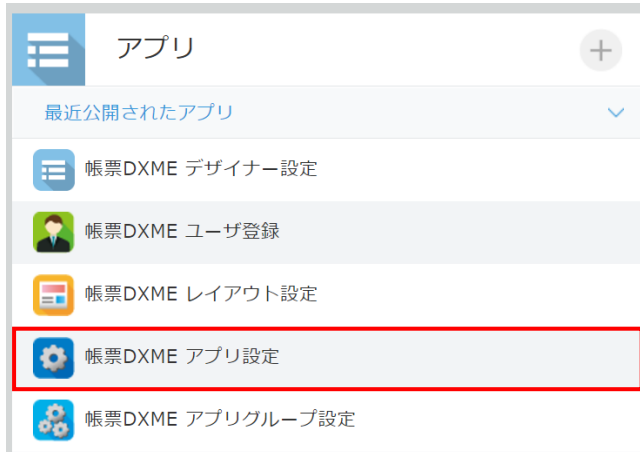 アプリ
最近公開されたアプリ
帳票DXME デザイナー設定
帳票DXME ユーザ登録
帳票DXME レイアウト設定
帳票DXME アプリ設定
帳票DXME アプリグループ設定